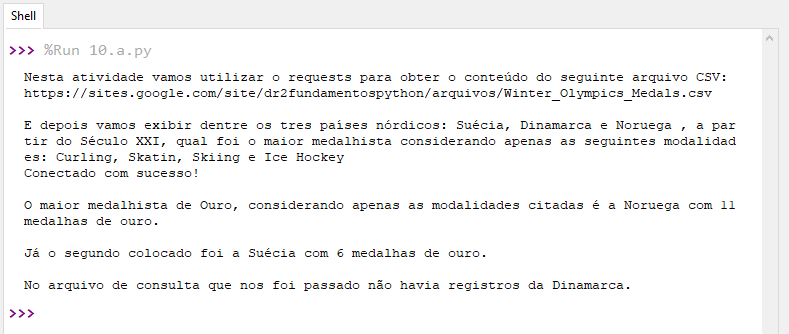 Shell
>>> %Run 10.a.py
Nesta atividade vamos utilizar o requests para obter o conteúdo do seguinte arquivo CSV:
https://sites.google.com/site/dr2fundamentospython/arquivos/Winter_Olympics_Medals.csv
E depois vamos exibir dentre os tres países nórdicos: Suécia, Dinamarca e Noruega , a par
tir do Século XXI, qual foi o maior medalhista considerando apenas as seguintes modalidad
es: Curling, Skatin, Skiing e Ice Hockey
Conectado com sucesso!
O maior medalhista de Ouro, considerando apenas as modalidades citadas é a Noruega com 11
medalhas de ouro.
Já o segundo colocado foi a Suécia com 6 medalhas de ouro.
No arquivo de consulta que nos foi passado não havia registros da Dinamarca.
>>>